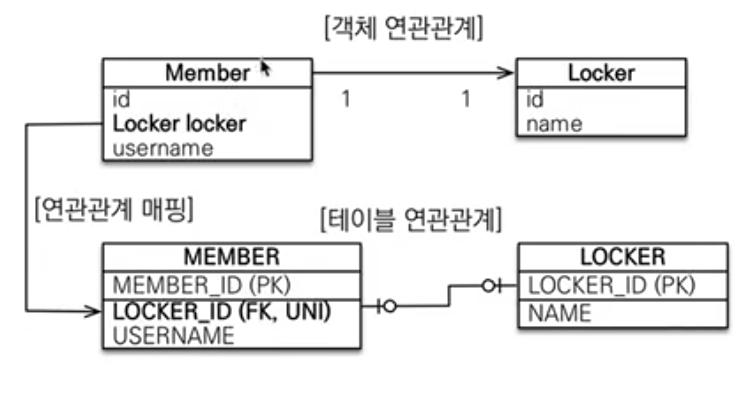 [객체 연관관계]
Member
id
Locker locker
username
1
1
Locker
id
name
[연관관계 매핑]
[테이블 연관관계]
MEMBER
MEMBER_ID (PK)
LOCKER_ID (FK, UNI)
USERNAME
LOCKER
LOCKER_ID (PK)
NAME